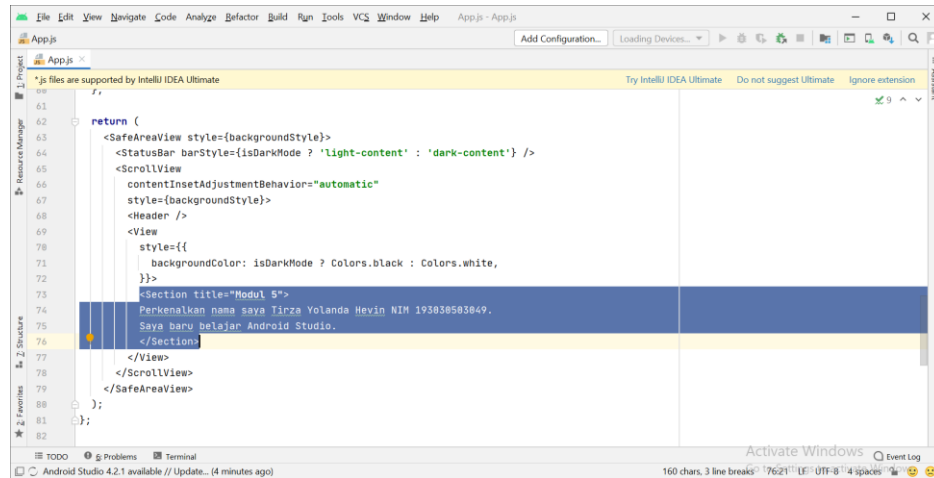 File Edit View Navigate Code Analyze Refactor Build Run Tools VCS Window Help App.js - App.js
App.js Add Configuration... Loading Devices...
App.js
*.js files are supported by IntelliJ IDEA Ultimate Try IntelliJ IDEA Ultimate Do not suggest Ultimate Ignore extension
60 }; 9
61
62 return (
63 <SafeAreaView style={backgroundStyle}>
64 <StatusBar barStyle={isDarkMode ? 'light-content' : 'dark-content'} />
65 <ScrollView
66 contentInsetAdjustmentBehavior="automatic"
67 style={backgroundStyle}>
68 <Header />
69 <View
70 style={{
71 backgroundColor: isDarkMode ? Colors.black : Colors.white,
72 }}>
73 <Section title="Modul 5">
74 Perkenalkan nama saya Tirza Yolanda Hevin NIM 193030503049.
75 Saya baru belajar Android Studio.
76 </Section>
77 </View>
78 </ScrollView>
79 </SafeAreaView>
80 );
81 };
82
1: Project
Resource Manager
Z: Structure
2: Favorites
Activate Windows
TODO 6: Problems Terminal Event Log
Android Studio 4.2.1 available // Update... (4 minutes ago) 160 chars, 3 line breaks 76:21 LF UTF-8 4 spaces